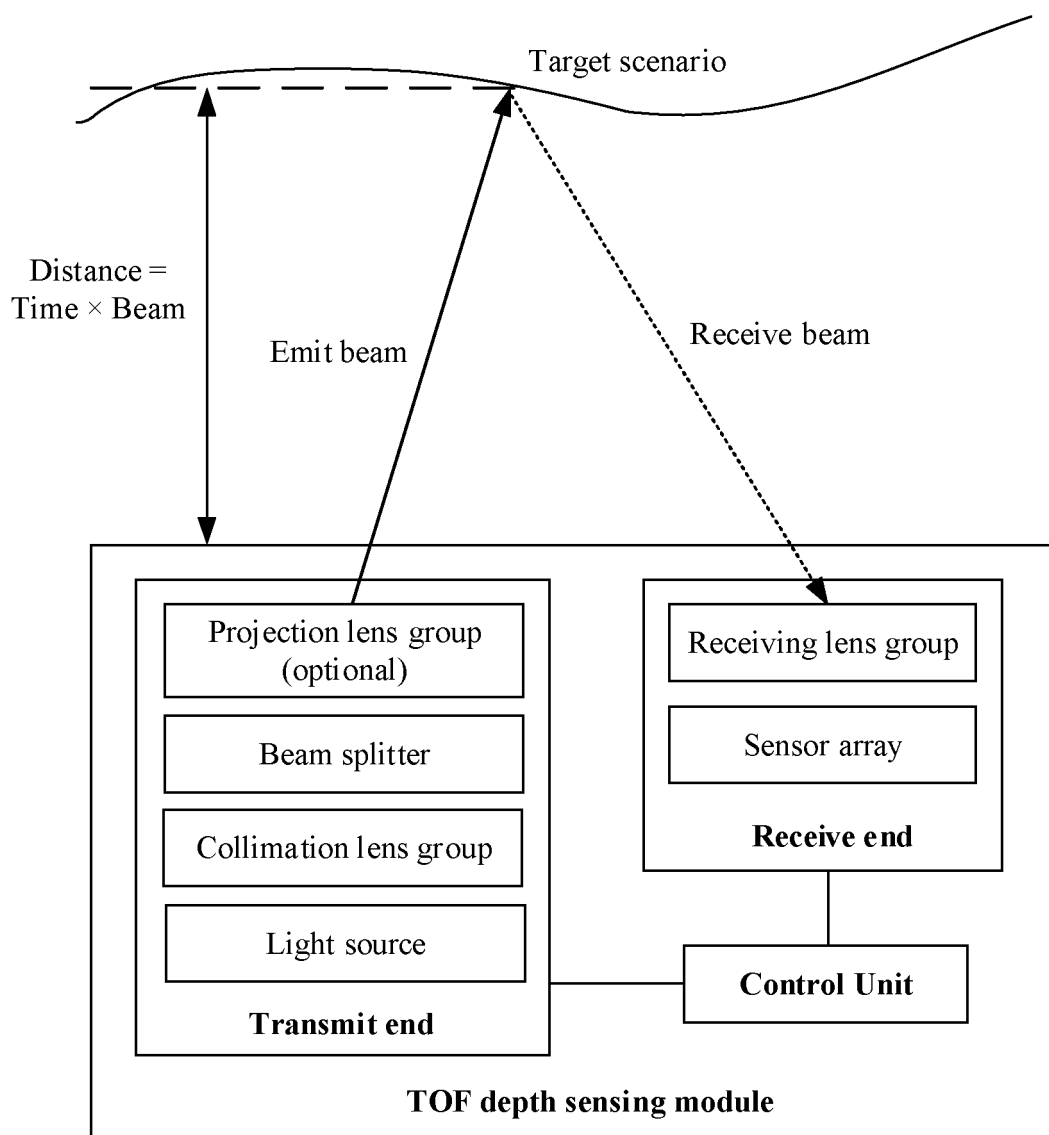 Target scenario
Distance =
Time × Beam
Emit beam
Receive beam
Projection lens group
(optional)
Beam splitter
Collimation lens group
Light source
Transmit end
Receiving lens group
Sensor array
Receive end
Control Unit
TOF depth sensing module